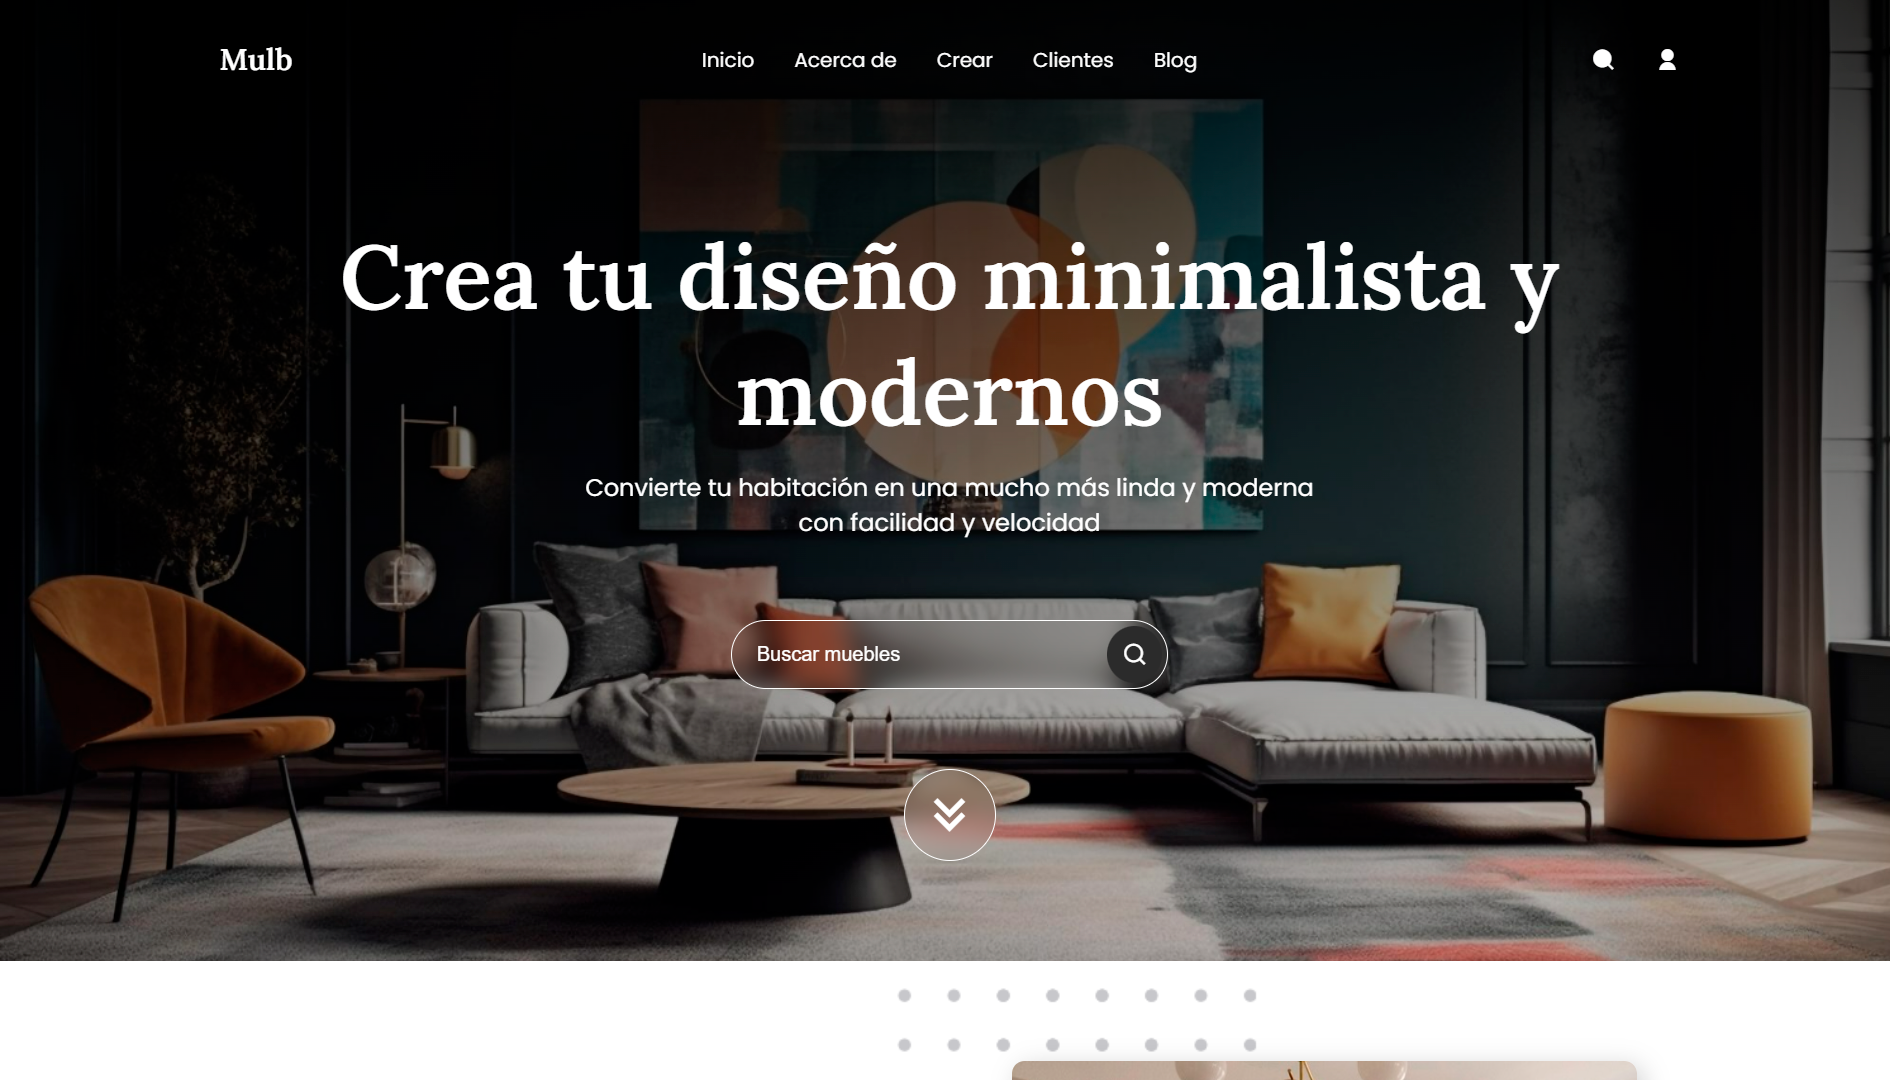 Mulb
Inicio
Acerca de
Crear
Clientes
Blog
Crea tu diseño minimalista y
modernos
Convierte tu habitación en una mucho más linda y moderna
con facilidad y velocidad
Buscar muebles